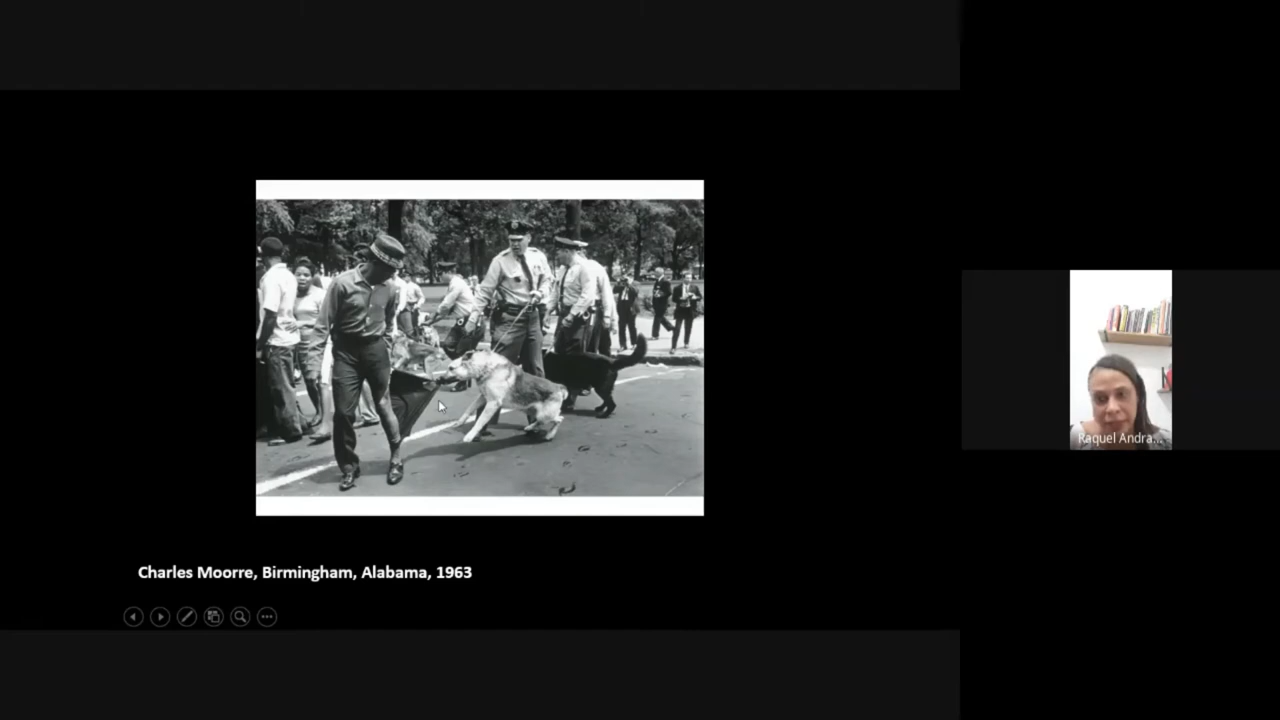 Charles Moorre, Birmingham, Alabama, 1963
Raquel Andra...